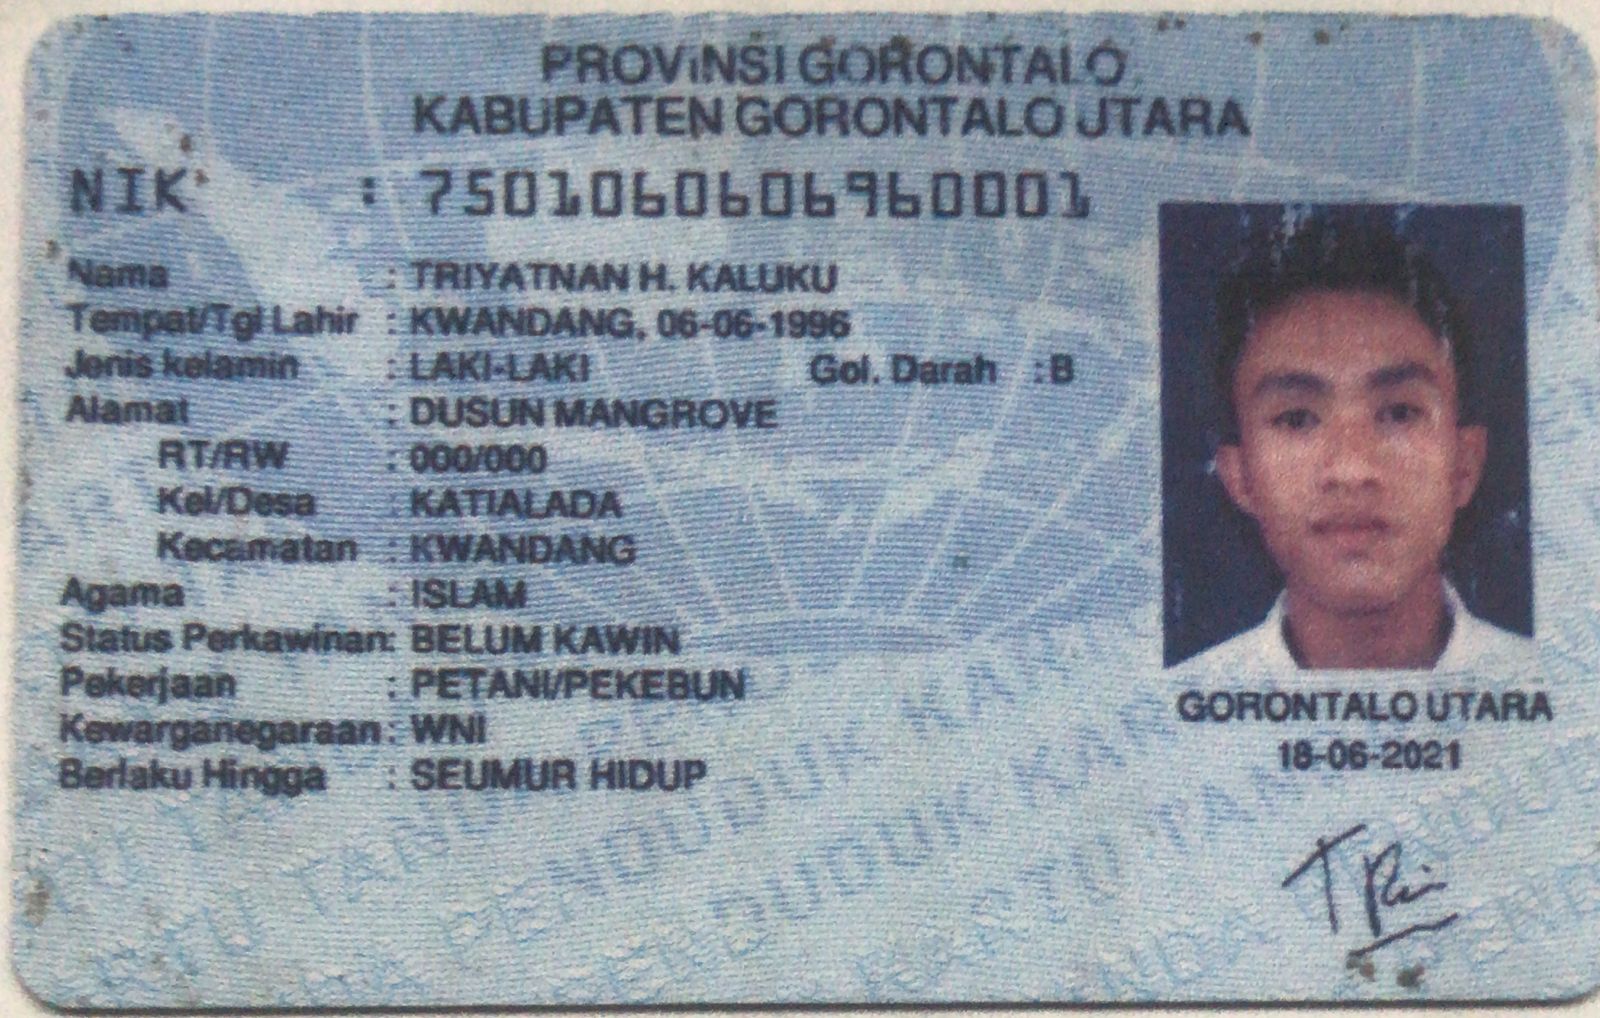 PROVINSI GORONTALO
KABUPATEN GORONTALO UTARA
NIK : 7501060606960001
Nama : TRIYATNAN H. KALUKU
Tempat/Tgl Lahir : KWANDANG, 06-06-1996
Jenis kelamin : LAKI-LAKI Gol. Darah : B
Alamat : DUSUN MANGROVE
RT/RW : 000/000
Kel/Desa : KATIALADA
Kecamatan : KWANDANG
Agama : ISLAM
Status Perkawinan: BELUM KAWIN
Pekerjaan : PETANI/PEKEBUN
Kewarganegaraan: WNI
Berlaku Hingga : SEUMUR HIDUP
GORONTALO UTARA
18-06-2021